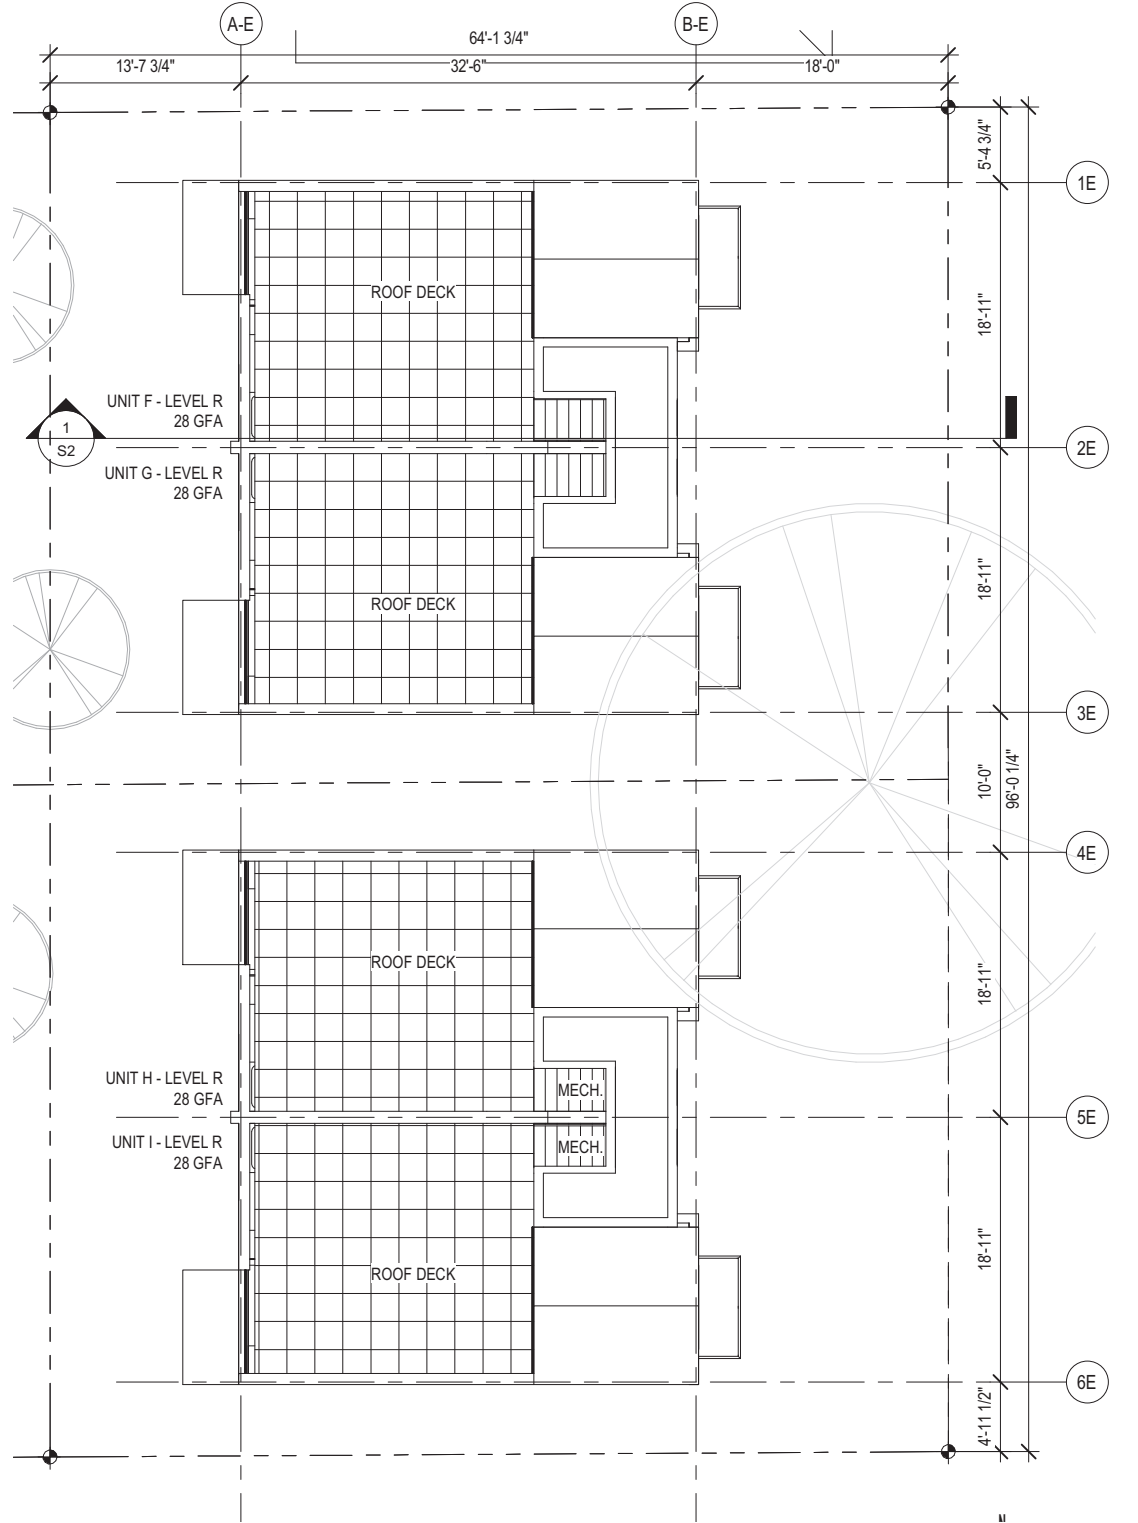 A-E
B-E
64'-1 3/4"
13'-7 3/4"
32'-6"
18'-0"
5'-4 3/4"
1E
ROOF DECK
18'-11"
UNIT F - LEVEL R
28 GFA
1
S2
2E
UNIT G - LEVEL R
28 GFA
18'-11"
ROOF DECK
3E
10'-0"
96'-0 1/4"
4E
ROOF DECK
18'-11"
UNIT H - LEVEL R
28 GFA
MECH.
5E
UNIT I - LEVEL R
28 GFA
MECH.
18'-11"
ROOF DECK
6E
4'-11 1/2"
N